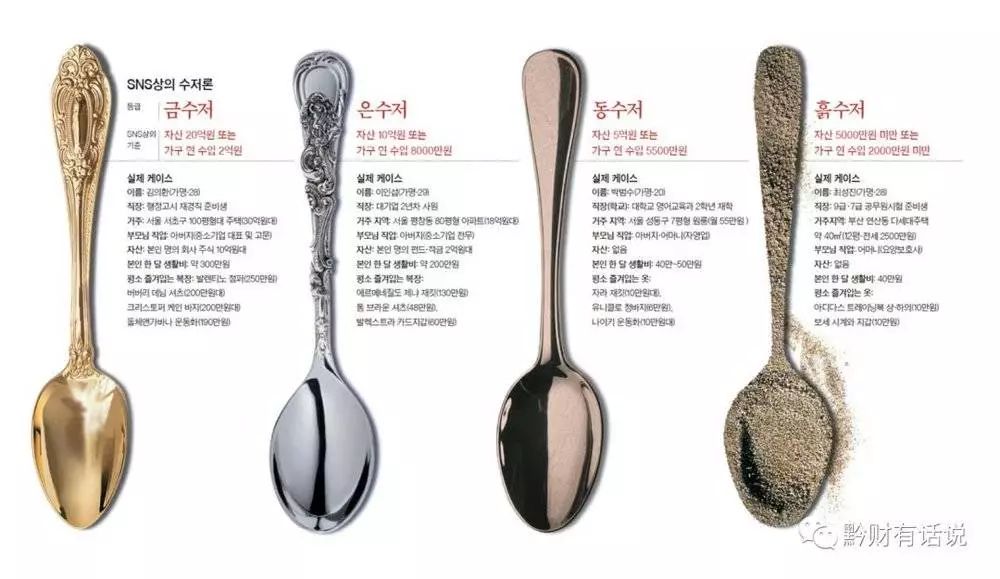 SNS상의 수저론
등급
금수저
은수저
동수저
흙수저
SNS상의
기준
자산 20억원 또는
가구 연 수입 2억원
자산 10억원 또는
가구 연 수입 8000만원
자산 5억원 또는
가구 연 수입 5500만원
자산 5000만원 미만 또는
가구 연 수입 2000만원 미만
실제 케이스
이름: 김의환(가명·28)
직장: 행정고시 재경직 준비생
거주: 서울 서초구 100평형대 주택(30억원대)
부모님 직업: 아버지(중소기업 대표 및 고문)
자산: 본인 명의 회사 주식 10억원대
본인 한 달 생활비: 약 300만원
평소 즐겨입는 복장: 발렌티노 점퍼(250만원)
버버리 데님 셔츠(200만원대)
크리스토퍼 케인 바지(200만원대)
돌체앤가바나 운동화(190만원)
실제 케이스
이름: 이인섭(가명·29)
직장: 대기업 2년차 사원
거주 지역: 서울 평창동 80평형 아파트(18억원대)
부모님 직업: 아버지(중소기업 전무)
자산: 본인 명의 펀드·적금 2억원대
본인 한 달 생활비: 약 200만원
평소 즐겨입는 복장:
에르메네질도 제냐 재킷(130만원)
톰 브라운 셔츠(48만원),
발렉스트라 카드지갑(60만원)
실제 케이스
이름: 박범수(가명·20)
직장(학교): 대학교 영어교육과 2학년 재학
거주 지역: 서울 성동구 7평형 원룸(월 55만원)
부모님 직업: 아버지·어머니(자영업)
자산: 없음
본인 한 달 생활비: 40만~50만원
평소 즐겨입는 옷:
자라 재킷(10만원대),
유니클로 청바지(6만원),
나이키 운동화(10만원대)
실제 케이스
이름: 최성진(가명·28)
직장: 9급·7급 공무원시험 준비생
거주지역: 부산 연산동 다세대주택
약 40㎡(12평·전세 2500만원)
부모님 직업: 어머니(요양보호사)
자산: 없음
본인 한 달 생활비: 40만원
평소 즐겨입는 옷:
아디다스 트레이닝복 상·하의(10만원)
보세 시계와 지갑(10만원)
黔财有话说